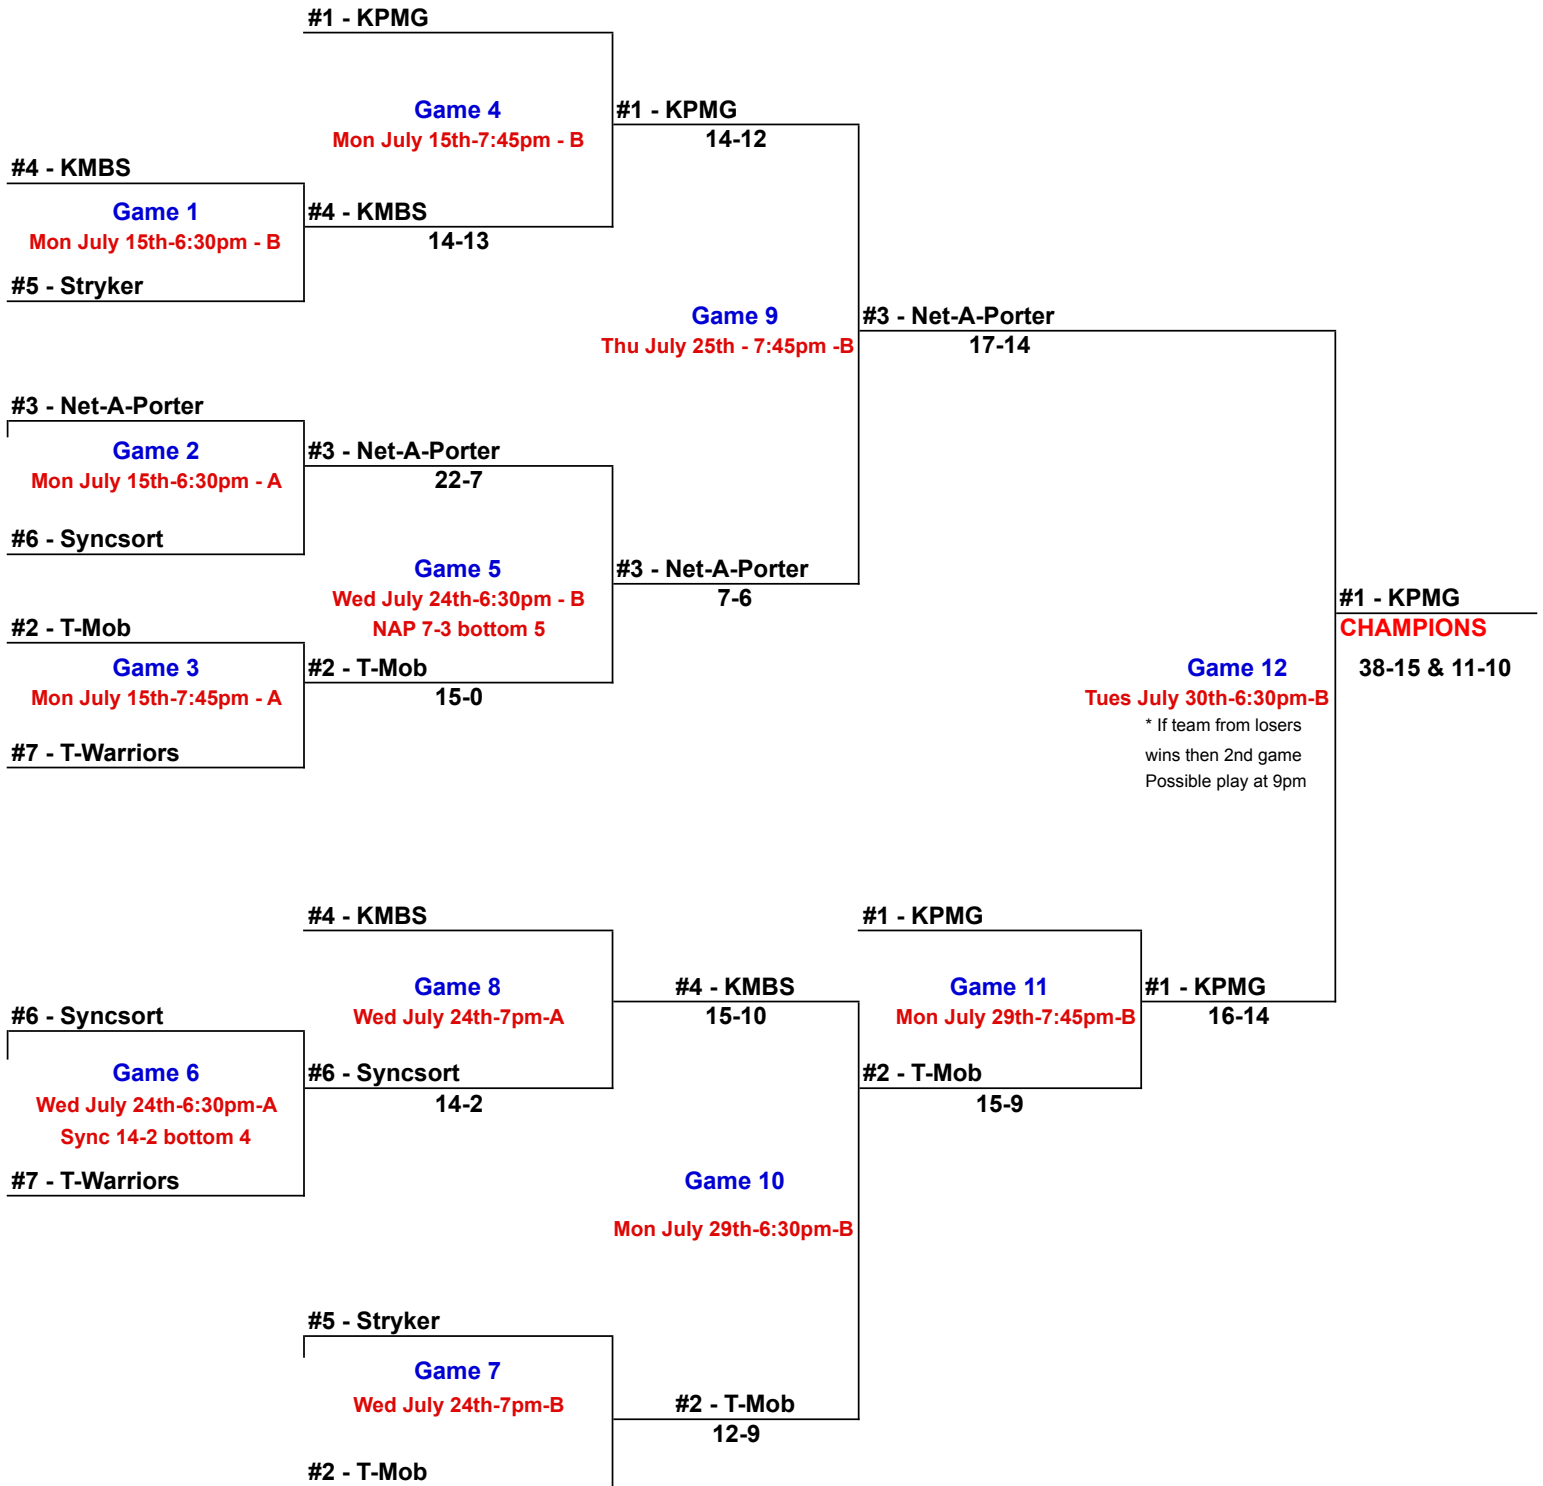 #1 - KPMG
Game 4
#1 - KPMG
Mon July 15th-7:45pm - B
14-12
#4 - KMBS
Game 1
#4 - KMBS
Mon July 15th-6:30pm - B
14-13
#5 - Stryker
Game 9
#3 - Net-A-Porter
Thu July 25th - 7:45pm -B
17-14
#3 - Net-A-Porter
Game 2
#3 - Net-A-Porter
Mon July 15th-6:30pm - A
22-7
#6 - Syncsort
Game 5
#3 - Net-A-Porter
Wed July 24th-6:30pm - B
7-6
#1 - KPMG
#2 - T-Mob
NAP 7-3 bottom 5
CHAMPIONS
Game 3
#2 - T-Mob
Game 12
38-15 & 11-10
Mon July 15th-7:45pm - A
15-0
Tues July 30th-6:30pm-B
* If team from losers
#7 - T-Warriors
wins then 2nd game
Possible play at 9pm
#4 - KMBS
#1 - KPMG
Game 8
#4 - KMBS
Game 11
#1 - KPMG
#6 - Syncsort
Wed July 24th-7pm-A
15-10
Mon July 29th-7:45pm-B
16-14
Game 6
#6 - Syncsort
#2 - T-Mob
Wed July 24th-6:30pm-A
14-2
15-9
Sync 14-2 bottom 4
#7 - T-Warriors
Game 10
Mon July 29th-6:30pm-B
#5 - Stryker
Game 7
Wed July 24th-7pm-B
#2 - T-Mob
12-9
#2 - T-Mob